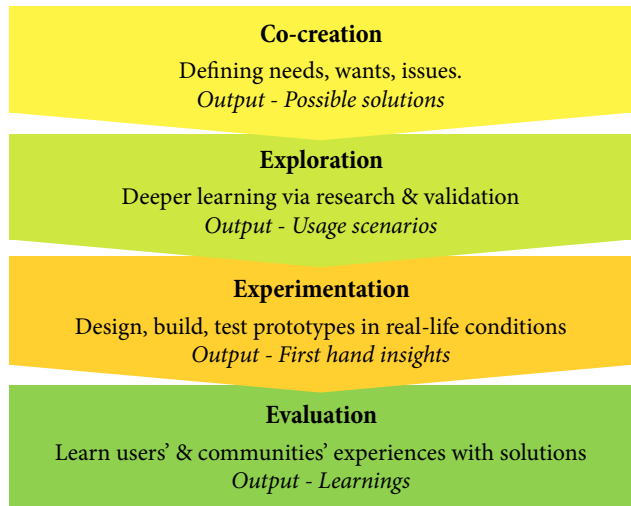 Co-creation
Defining needs, wants, issues.
Output - Possible solutions
Exploration
Deeper learning via research & validation
Output - Usage scenarios
Experimentation
Design, build, test prototypes in real-life conditions
Output - First hand insights
Evaluation
Learn users’ & communities’ experiences with solutions
Output - Learnings